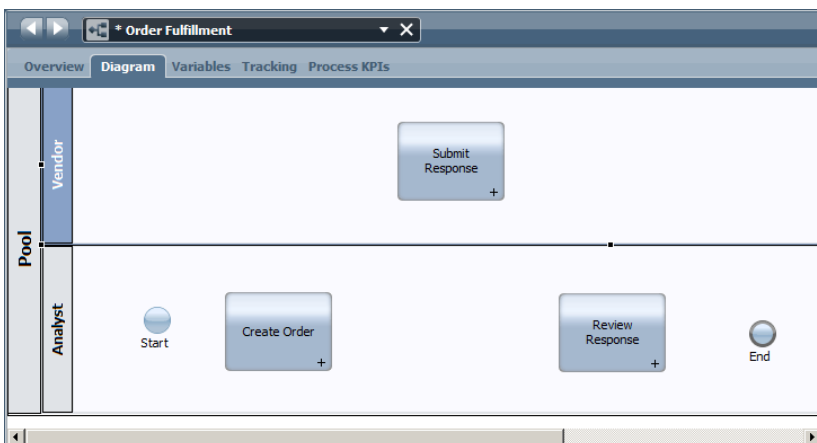 * Order Fulfillment
Overview Diagram Variables Tracking Process KPIs
Pool
Vendor
Submit
Response
+
Analyst
Start
Create Order
+
Review
Response
+
End